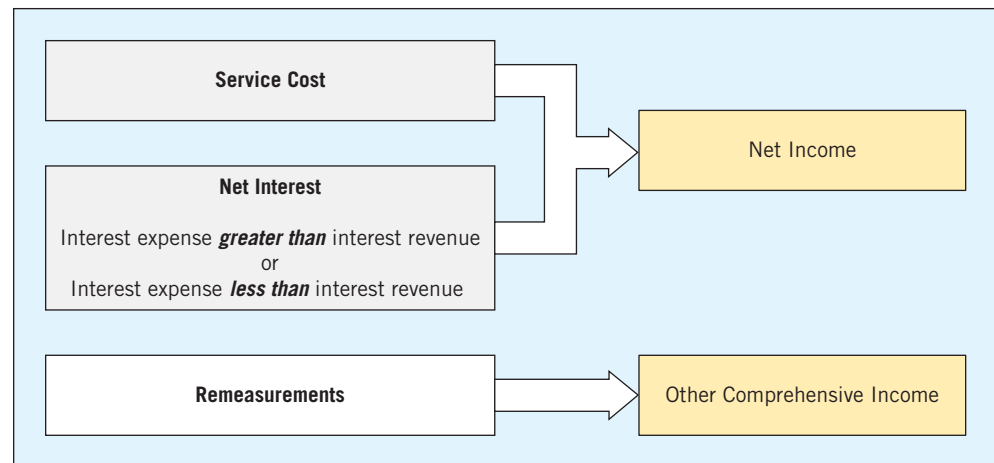 Service Cost
Net Interest
Interest expense greater than interest revenue
or
Interest expense less than interest revenue
Net Income
Remeasurements
Other Comprehensive Income